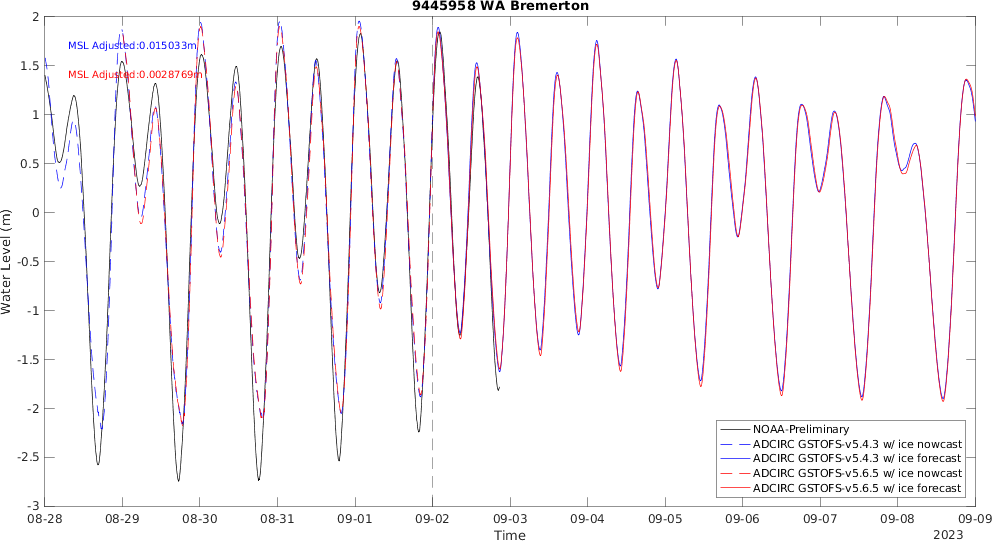 9445958 WA Bremerton
MSL Adjusted:0.015033m
MSL Adjusted:0.0028769m
Water Level (m)
2
1.5
1
0.5
0
-0.5
-1
-1.5
-2
-2.5
-3
NOAA-Preliminary
ADCIRC GSTOFS-v5.4.3 w/ ice nowcast
ADCIRC GSTOFS-v5.4.3 w/ ice forecast
ADCIRC GSTOFS-v5.6.5 w/ ice nowcast
ADCIRC GSTOFS-v5.6.5 w/ ice forecast
08-28 08-29 08-30 08-31 09-01 09-02 09-03 09-04 09-05 09-06 09-07 09-08 09-09
Time
2023